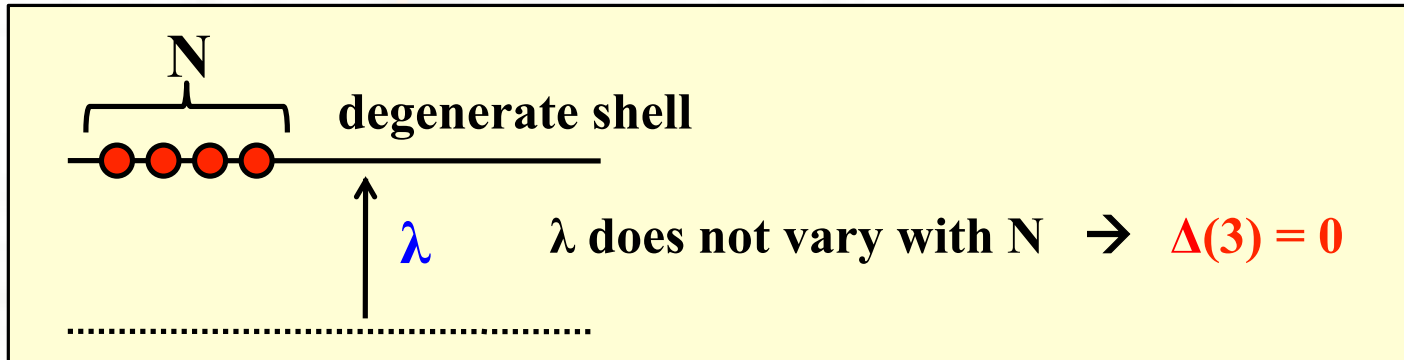 N
degenerate shell
λ
λ does not vary with N → Δ(3) = 0